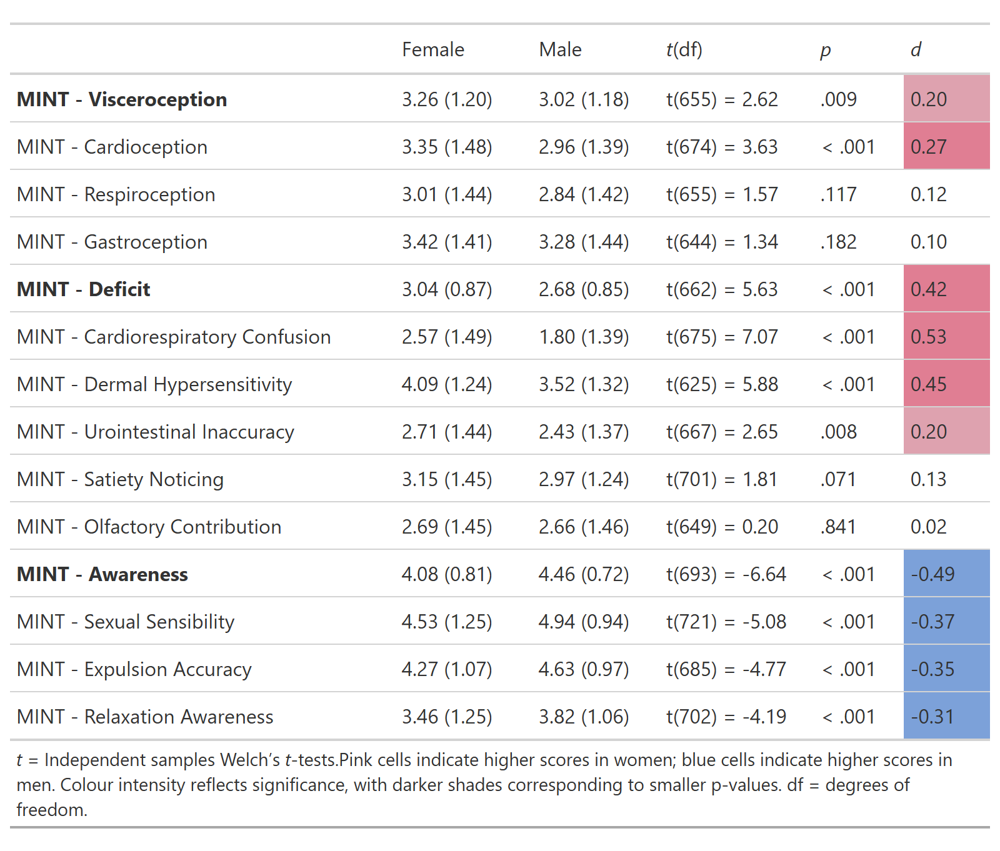 Female Male t(df) p d
MINT - Visceroception 3.26 (1.20) 3.02 (1.18) t(655) = 2.62 .009 0.20
MINT - Cardioception 3.35 (1.48) 2.96 (1.39) t(674) = 3.63 < .001 0.27
MINT - Respiroception 3.01 (1.44) 2.84 (1.42) t(655) = 1.57 .117 0.12
MINT - Gastroception 3.42 (1.41) 3.28 (1.44) t(644) = 1.34 .182 0.10
MINT - Deficit 3.04 (0.87) 2.68 (0.85) t(662) = 5.63 < .001 0.42
MINT - Cardiorespiratory Confusion 2.57 (1.49) 1.80 (1.39) t(675) = 7.07 < .001 0.53
MINT - Dermal Hypersensitivity 4.09 (1.24) 3.52 (1.32) t(625) = 5.88 < .001 0.45
MINT - Urointestinal Inaccuracy 2.71 (1.44) 2.43 (1.37) t(667) = 2.65 .008 0.20
MINT - Satiety Noticing 3.15 (1.45) 2.97 (1.24) t(701) = 1.81 .071 0.13
MINT - Olfactory Contribution 2.69 (1.45) 2.66 (1.46) t(649) = 0.20 .841 0.02
MINT - Awareness 4.08 (0.81) 4.46 (0.72) t(693) = -6.64 < .001 -0.49
MINT - Sexual Sensibility 4.53 (1.25) 4.94 (0.94) t(721) = -5.08 < .001 -0.37
MINT - Expulsion Accuracy 4.27 (1.07) 4.63 (0.97) t(685) = -4.77 < .001 -0.35
MINT - Relaxation Awareness 3.46 (1.25) 3.82 (1.06) t(702) = -4.19 < .001 -0.31
t = Independent samples Welch’s t-tests.Pink cells indicate higher scores in women; blue cells indicate higher scores in
men. Colour intensity reflects significance, with darker shades corresponding to smaller p-values. df = degrees of
freedom.